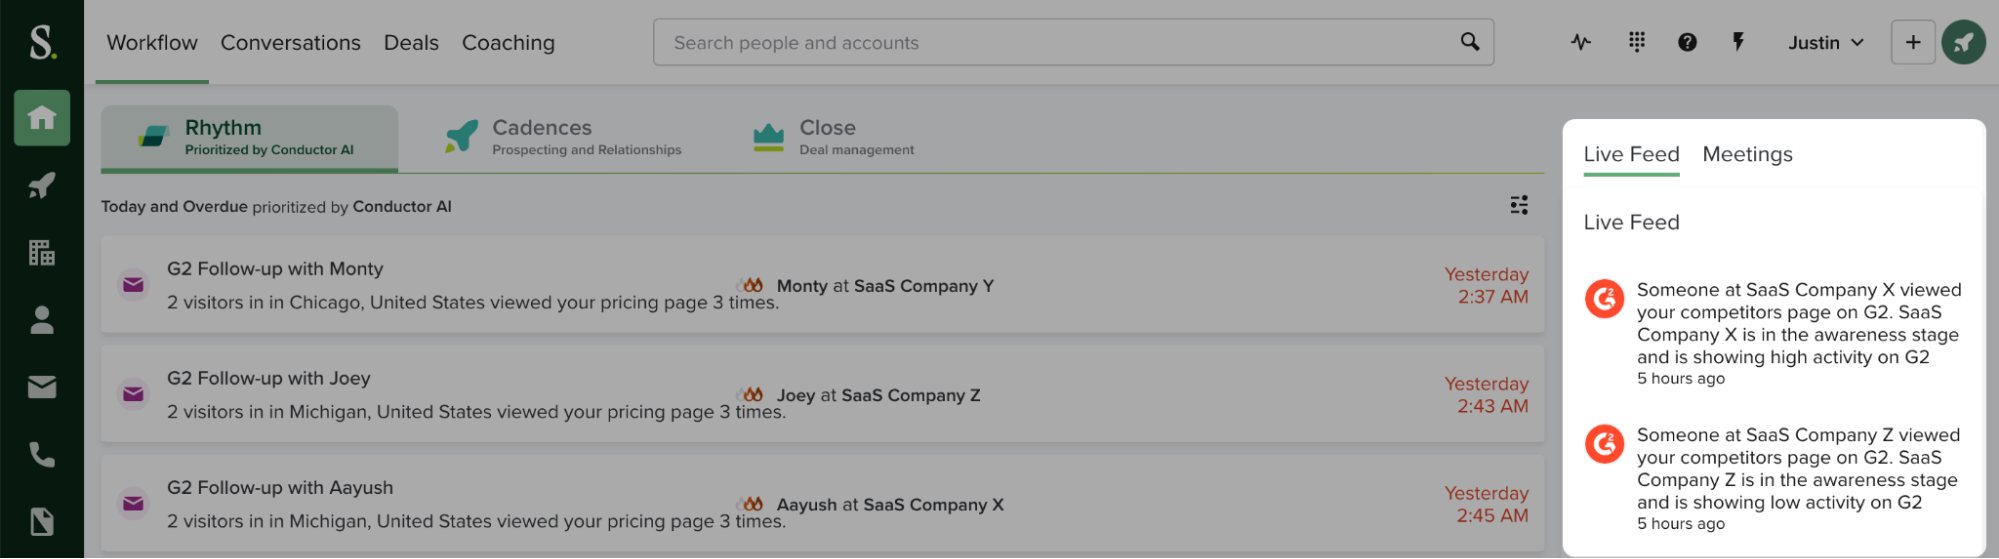 S.
Workflow Conversations Deals Coaching
Search people and accounts
Justin
Rhythm
Prioritized by Conductor AI
Cadences
Prospecting and Relationships
Close
Deal management
Today and Overdue prioritized by Conductor AI
G2 Follow-up with Monty
2 visitors in in Chicago, United States viewed your pricing page 3 times.
Monty at SaaS Company Y
Yesterday
2:37 AM
G2 Follow-up with Joey
2 visitors in in Michigan, United States viewed your pricing page 3 times.
Joey at SaaS Company Z
Yesterday
2:43 AM
G2 Follow-up with Aayush
2 visitors in in Michigan, United States viewed your pricing page 3 times.
Aayush at SaaS Company X
Yesterday
2:45 AM
Live Feed Meetings
Live Feed
G2
Someone at SaaS Company X viewed
your competitors page on G2. SaaS
Company X is in the awareness stage
and is showing high activity on G2
5 hours ago
G2
Someone at SaaS Company Z viewed
your competitors page on G2. SaaS
Company Z is in the awareness stage
and is showing low activity on G2
5 hours ago